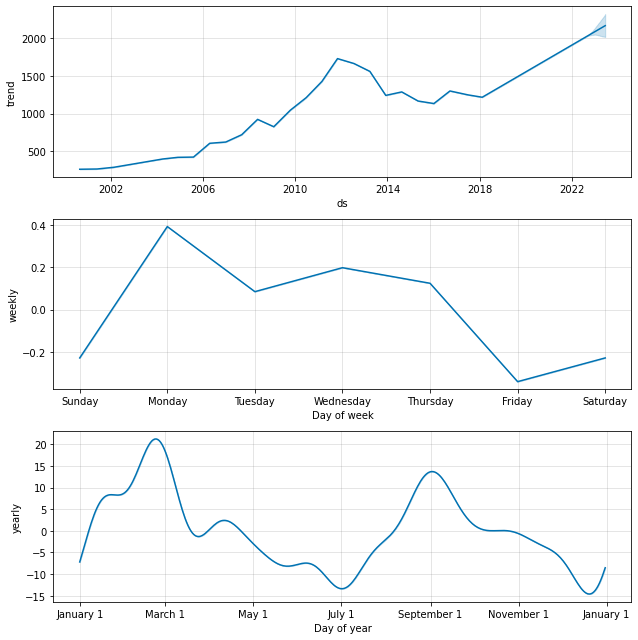 2000
1500
1000
500
trend
2002 2006 2010 2014 2018 2022
ds
0.4
0.2
0.0
−0.2
weekly
Sunday Monday Tuesday Wednesday Thursday Friday Saturday
Day of week
20
15
10
5
0
−5
−10
−15
yearly
January 1 March 1 May 1 July 1 September 1 November 1 January 1
Day of year